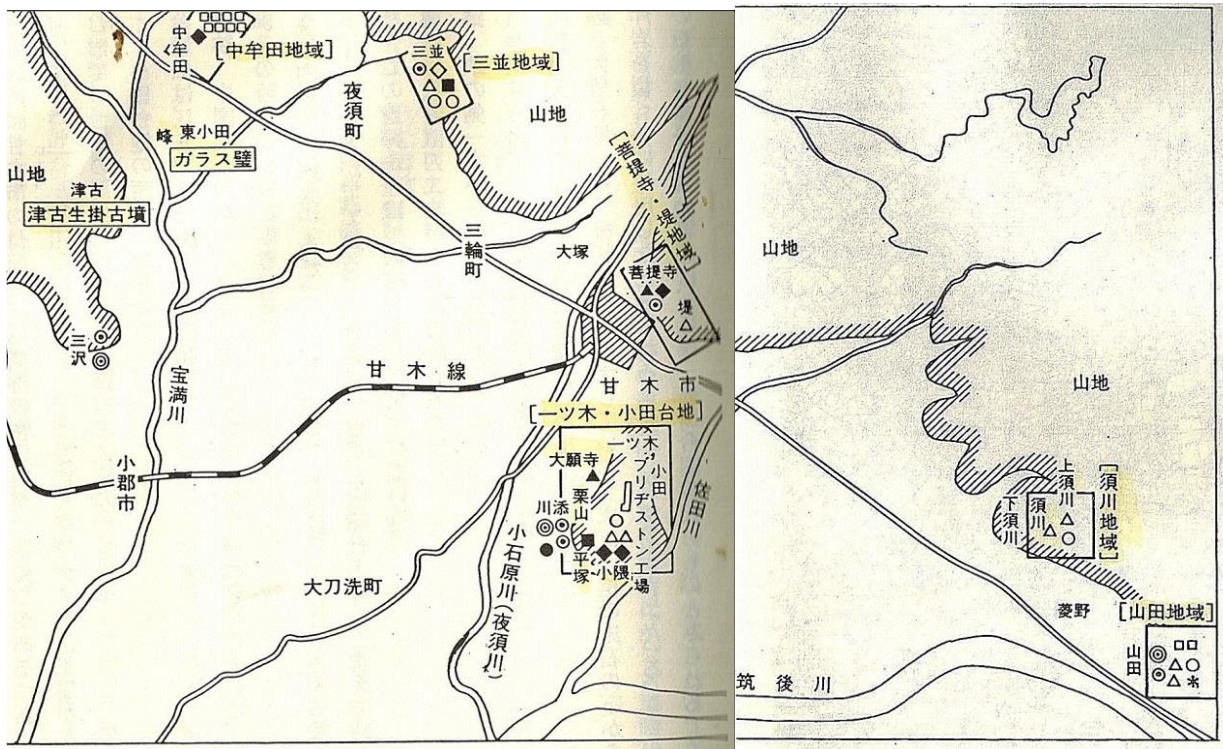 中牟田
[中牟田地域]
三並
[三並地域]
夜須町
山地
峰
東小田
ガラス璧
山地
津古
津古生掛古墳
三輪町
大塚
[菩提寺・堤地域]
菩提寺
堤
三沢
宝満川
甘木線
甘木市
[一ツ木・小田台地]
一ツ木
小田
大願寺
ブリヂストン工場
栗山
川添
平塚
小隈
佐田川
小郡市
小石原川(夜須川)
大刀洗町
山地
山地
上須川
[須川地域]
須川
下須川
菱野
[山田地域]
山田
筑後川